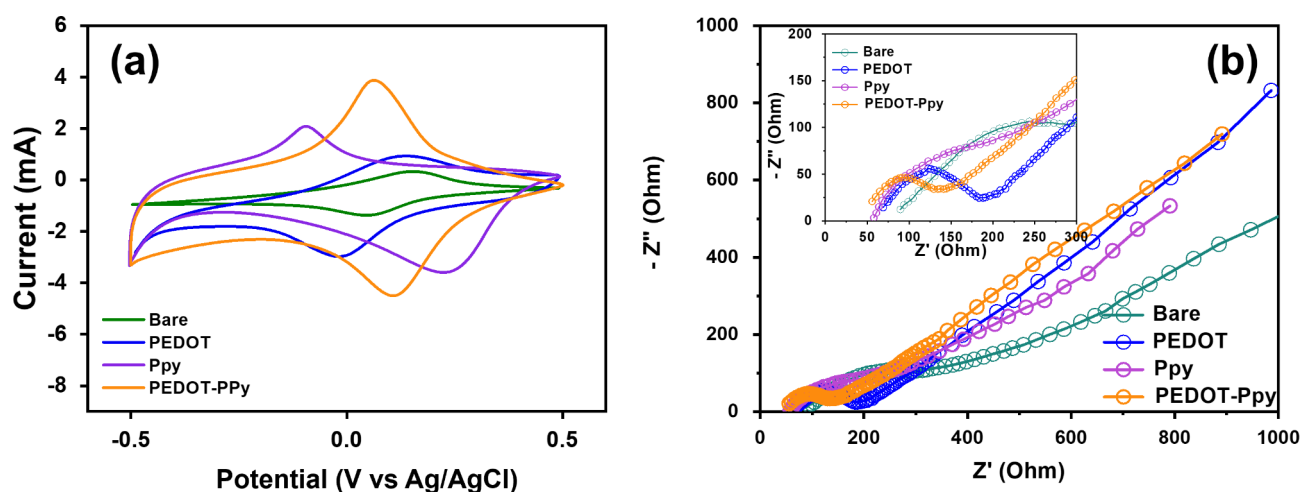 (a)
Current (mA)
6
4
2
0
-2
-4
-6
-8
Bare
PEDOT
Ppy
PEDOT-PPy
-0.5
0.0
0.5
Potential (V vs Ag/AgCl)
(b)
- Z" (Ohm)
1000
800
600
400
200
0
0
200
400
600
800
1000
Z' (Ohm)
Bare
PEDOT
Ppy
PEDOT-Ppy
- Z" (Ohm)
200
150
100
50
0
Bare
PEDOT
Ppy
PEDOT-Ppy
0
50
100
150
200
250
300
Z' (Ohm)